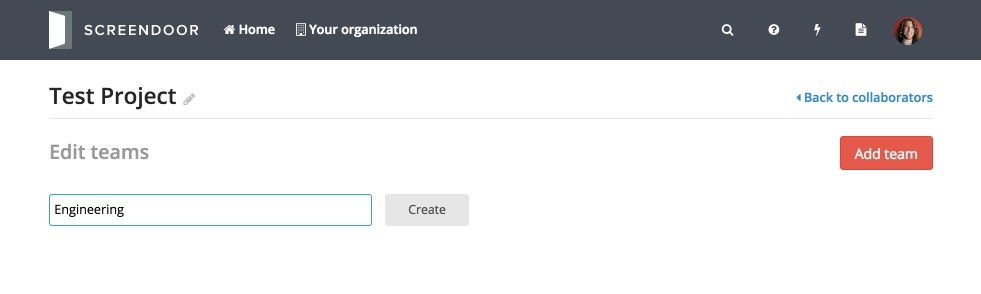 SCREENDOOR Home Your organization
Test Project
Back to collaborators
Edit teams
Add team
Engineering
Create